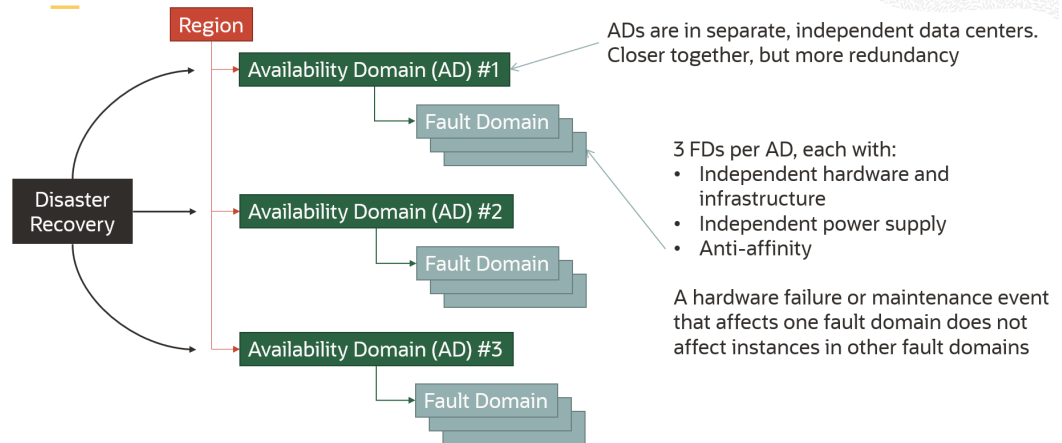 Region
ADs are in separate, independent data centers.
Closer together, but more redundancy
Availability Domain (AD) #1
Fault Domain
3 FDs per AD, each with:
• Independent hardware and
infrastructure
• Independent power supply
• Anti-affinity
Disaster
Recovery
Availability Domain (AD) #2
Fault Domain
A hardware failure or maintenance event
that affects one fault domain does not
affect instances in other fault domains
Availability Domain (AD) #3
Fault Domain